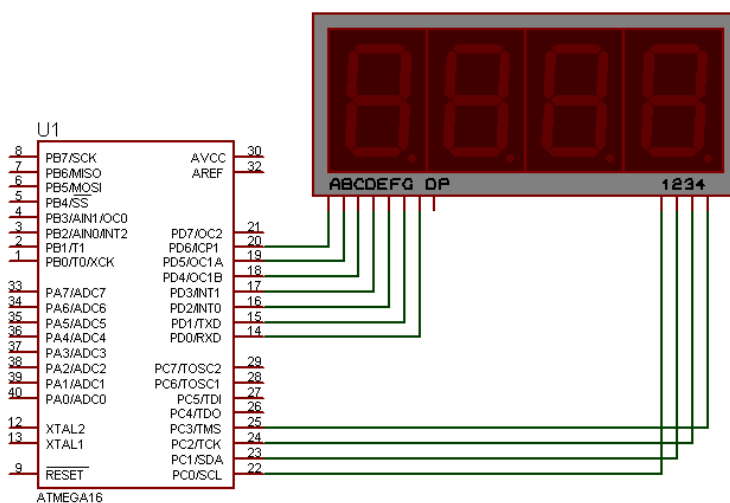 ABCDEFG DP 1234
U1
8 PB7/SCK AVCC 30
7 PB6/MISO AREF 32
6 PB5/MOSI
5 PB4/SS
4 PB3/AIN1/OC0
3 PB2/AIN0/INT2 PD7/OC2 21
2 PB1/T1 PD6/ICP1 20
1 PB0/T0/XCK PD5/OC1A 19
PD4/OC1B 18
33 PA7/ADC7 PD3/INT1 17
34 PA6/ADC6 PD2/INT0 16
35 PA5/ADC5 PD1/TXD 15
36 PA4/ADC4 PD0/RXD 14
37 PA3/ADC3
38 PA2/ADC2 PC7/TOSC2 29
39 PA1/ADC1 PC6/TOSC1 28
40 PA0/ADC0 PC5/TDI 27
PC4/TDO 26
12 XTAL2 PC3/TMS 25
13 XTAL1 PC2/TCK 24
PC1/SDA 23
9 RESET PC0/SCL 22
ATMEGA16